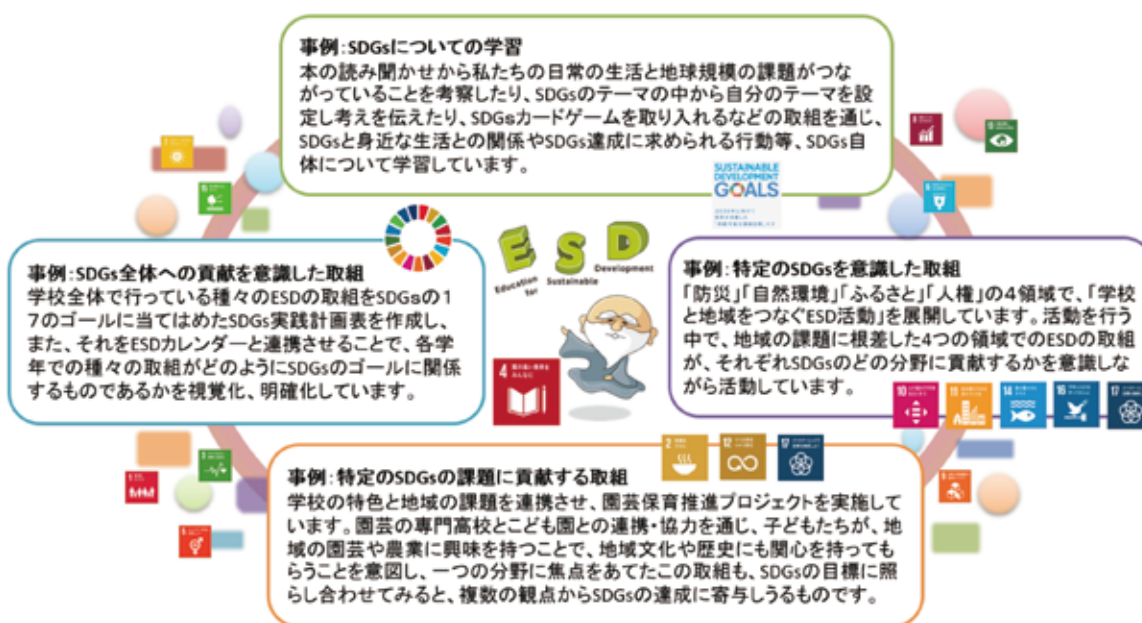 事例：SDGsについての学習
本の読み聞かせから私たちの日常の生活と地球規模の課題がつな
がっていることを考察したり、SDGsのテーマの中から自分のテーマを設
定し考えを伝えたり、SDGsカードゲームを取り入れるなどの取組を通じ、
SDGsと身近な生活との関係やSDGs達成に求められる行動等、SDGs自
体について学習しています。
SUSTAINABLE
DEVELOPMENT
GOALS
事例：SDGs全体への貢献を意識した取組
学校全体で行っている種々のESDの取組をSDGsの1
7のゴールに当てはめたSDGs実践計画表を作成し、
また、それをESDカレンダーと連携させることで、各学
年での種々の取組がどのようにSDGsのゴールに関係
するものであるかを視覚化、明確化しています。
ESD
Education for Sustainable Development
4 質の高い教育を
みんなに
事例：特定のSDGsを意識した取組
「防災」「自然環境」「ふるさと」「人権」の4領域で、「学校
と地域をつなぐESD活動」を展開しています。活動を行う
中で、地域の課題に根差した4つの領域でのESDの取組
が、それぞれSDGsのどの分野に貢献するかを意識しな
がら活動しています。
10
11
14
16
17
2
12
17
事例：特定のSDGsの課題に貢献する取組
学校の特色と地域の課題を連携させ、園芸保育推進プロジェクトを実施して
います。園芸の専門高校とこども園との連携・協力を通じ、子どもたちが、地
域の園芸や農業に興味を持つことで、地域文化や歴史にも関心を持っても
らうことを意図し、一つの分野に焦点をあてたこの取組も、SDGsの目標に照
らし合わせてみると、複数の観点からSDGsの達成に寄与しうるものです。